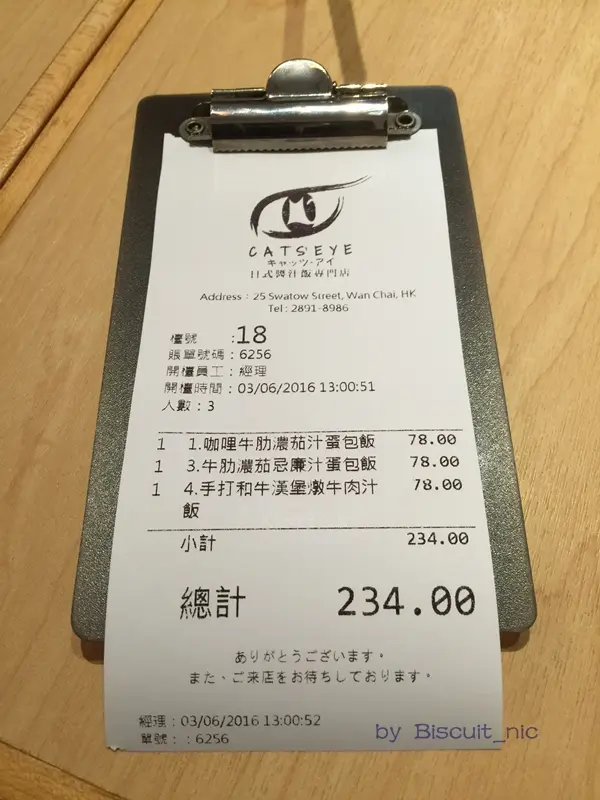 CATSEYE
キャッツ・アイ
日式醬汁飯專門店
Address : 25 Swatow Street, Wan Chai, HK
Tel : 2891-8986
檯號 :18
賬單號碼 : 6256
開檯員工 : 經理
開檯時間 : 03/06/2016 13:00:51
人數 : 3
1 1.咖哩牛肋濃茄汁蛋包飯 78.00
1 3.牛肋濃茄忌廉汁蛋包飯 78.00
1 4.手打和牛漢堡燉牛肉汁 78.00
飯
小計 234.00
總計 234.00
ありがとうございます。
また、ご来店をお待ちしております。
經理 : 03/06/2016 13:00:52
單號 : : 6256
by Biscuit_nic